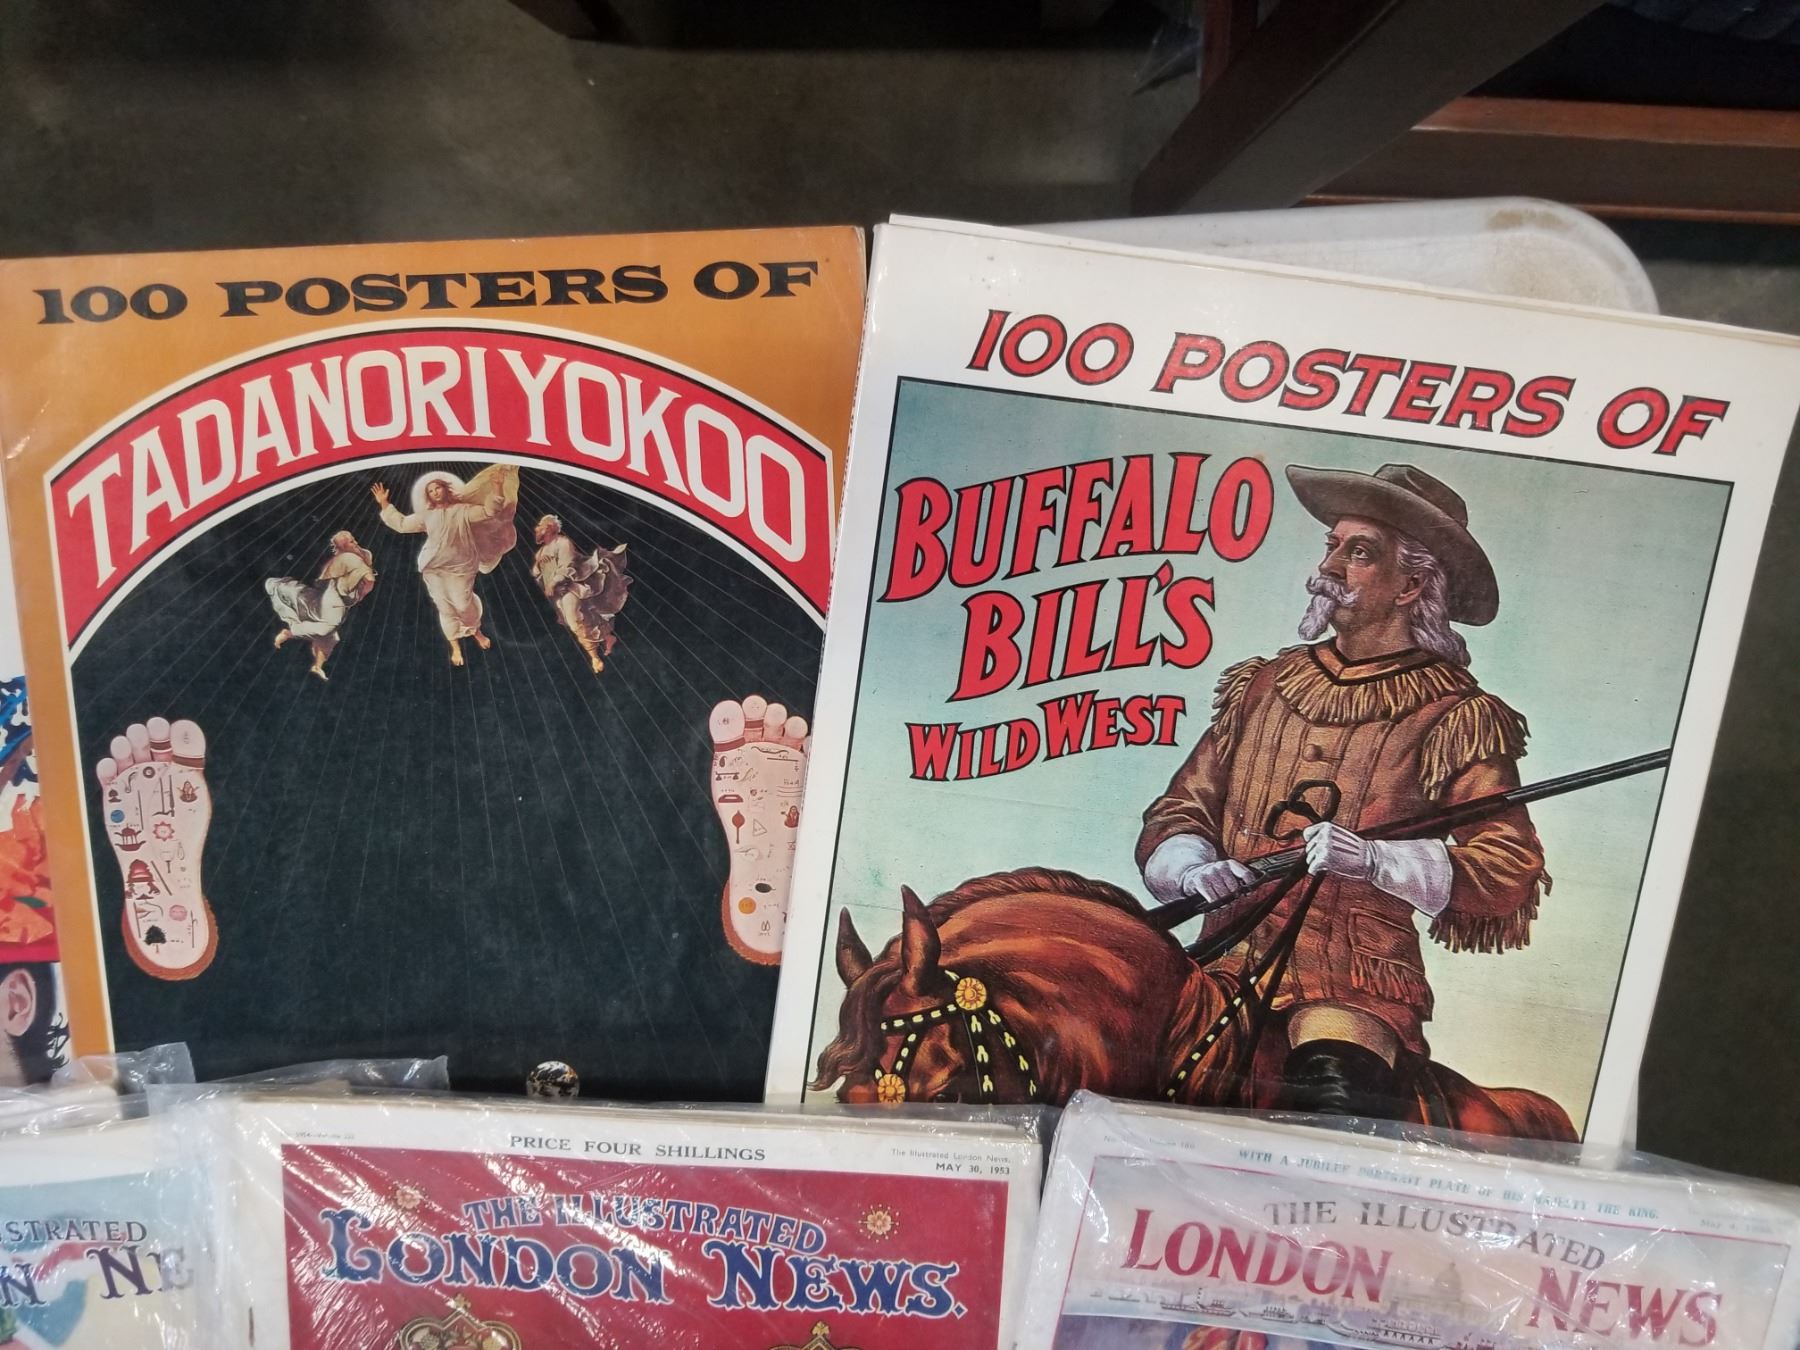 100 POSTERS OF
TADANORI YOKOO
100 POSTERS OF
BUFFALO
BILL'S
WILD WEST
STRATED
N NE
PRICE FOUR SHILLINGS
The Illustrated London News,
MAY 30, 1953
THE ILLUSTRATED
LONDON NEWS.
WITH A JUBILEE PORTRAIT PLATE OF HIS MAJESTY THE KING.
THE ILLUSTRATED
LONDON
NEWS